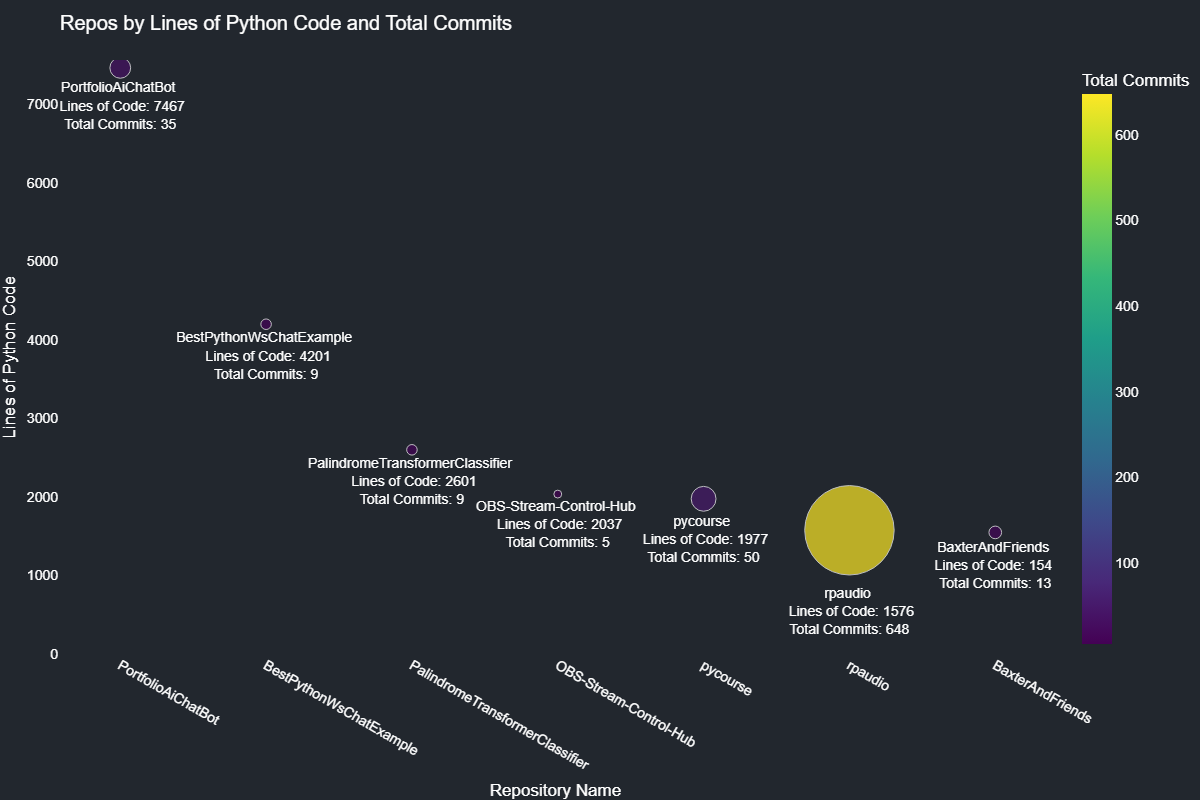 Repos by Lines of Python Code and Total Commits
Total Commits
PortfolioAiChatBot
Lines of Code: 7467
Total Commits: 35
BestPythonWsChatExample
Lines of Code: 4201
Total Commits: 9
PalindromeTransformerClassifier
Lines of Code: 2601
Total Commits: 9
OBS-Stream-Control-Hub
Lines of Code: 2037
Total Commits: 5
pycourse
Lines of Code: 1977
Total Commits: 50
rpaudio
Lines of Code: 1576
Total Commits: 648
BaxterAndFriends
Lines of Code: 154
Total Commits: 13
7000
6000
5000
4000
3000
2000
1000
0
Lines of Python Code
600
500
400
300
200
100
PortfolioAiChatBot
BestPythonWsChatExample
PalindromeTransformerClassifier
OBS-Stream-Control-Hub
pycourse
rpaudio
BaxterAndFriends
Repository Name